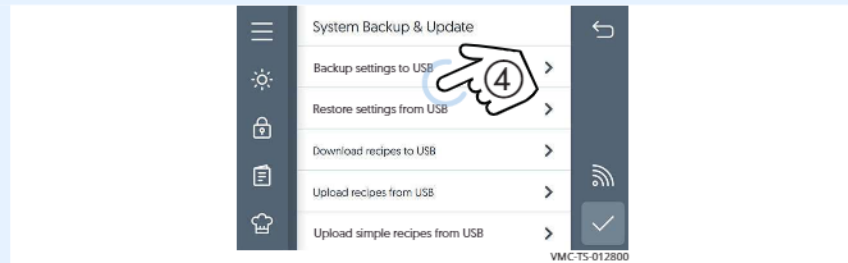 System Backup & Update
Backup settings to USB
④
Restore settings from USB
Download recipes to USB
Upload recipes from USB
Upload simple recipes from USB
VMC-TS-012800